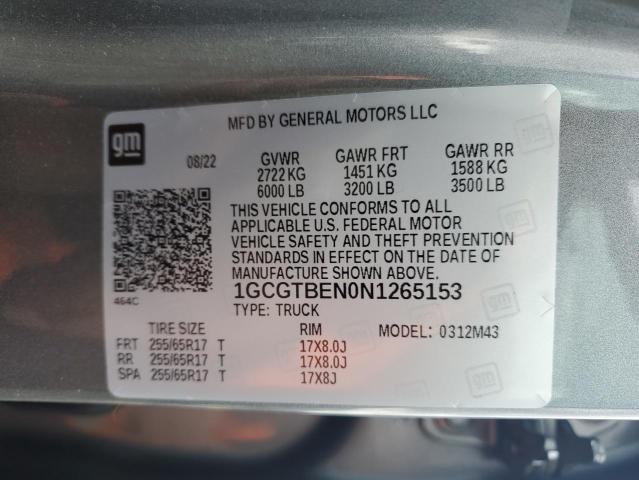 gm
MFD BY GENERAL MOTORS LLC
08/22 GVWR GAWR FRT GAWR RR
2722 KG 1451 KG 1588 KG
6000 LB 3200 LB 3500 LB
THIS VEHICLE CONFORMS TO ALL
APPLICABLE U.S. FEDERAL MOTOR
VEHICLE SAFETY AND THEFT PREVENTION
STANDARDS IN EFFECT ON THE DATE
OF MANUFACTURE SHOWN ABOVE.
464C
1GCGTBEN0N1265153
TYPE: TRUCK
TIRE SIZE RIM MODEL: 0312M43
FRT 255/65R17 T 17X8.0J
RR 255/65R17 T 17X8.0J
SPA 255/65R17 T 17X8J